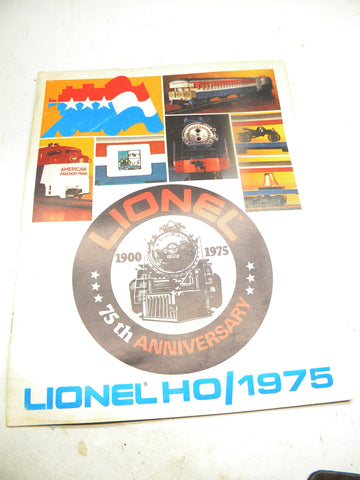 AMERICAN
FREEDOM TRAIN
LIONEL
1900 1975
75th ANNIVERSARY
LIONEL HO/1975